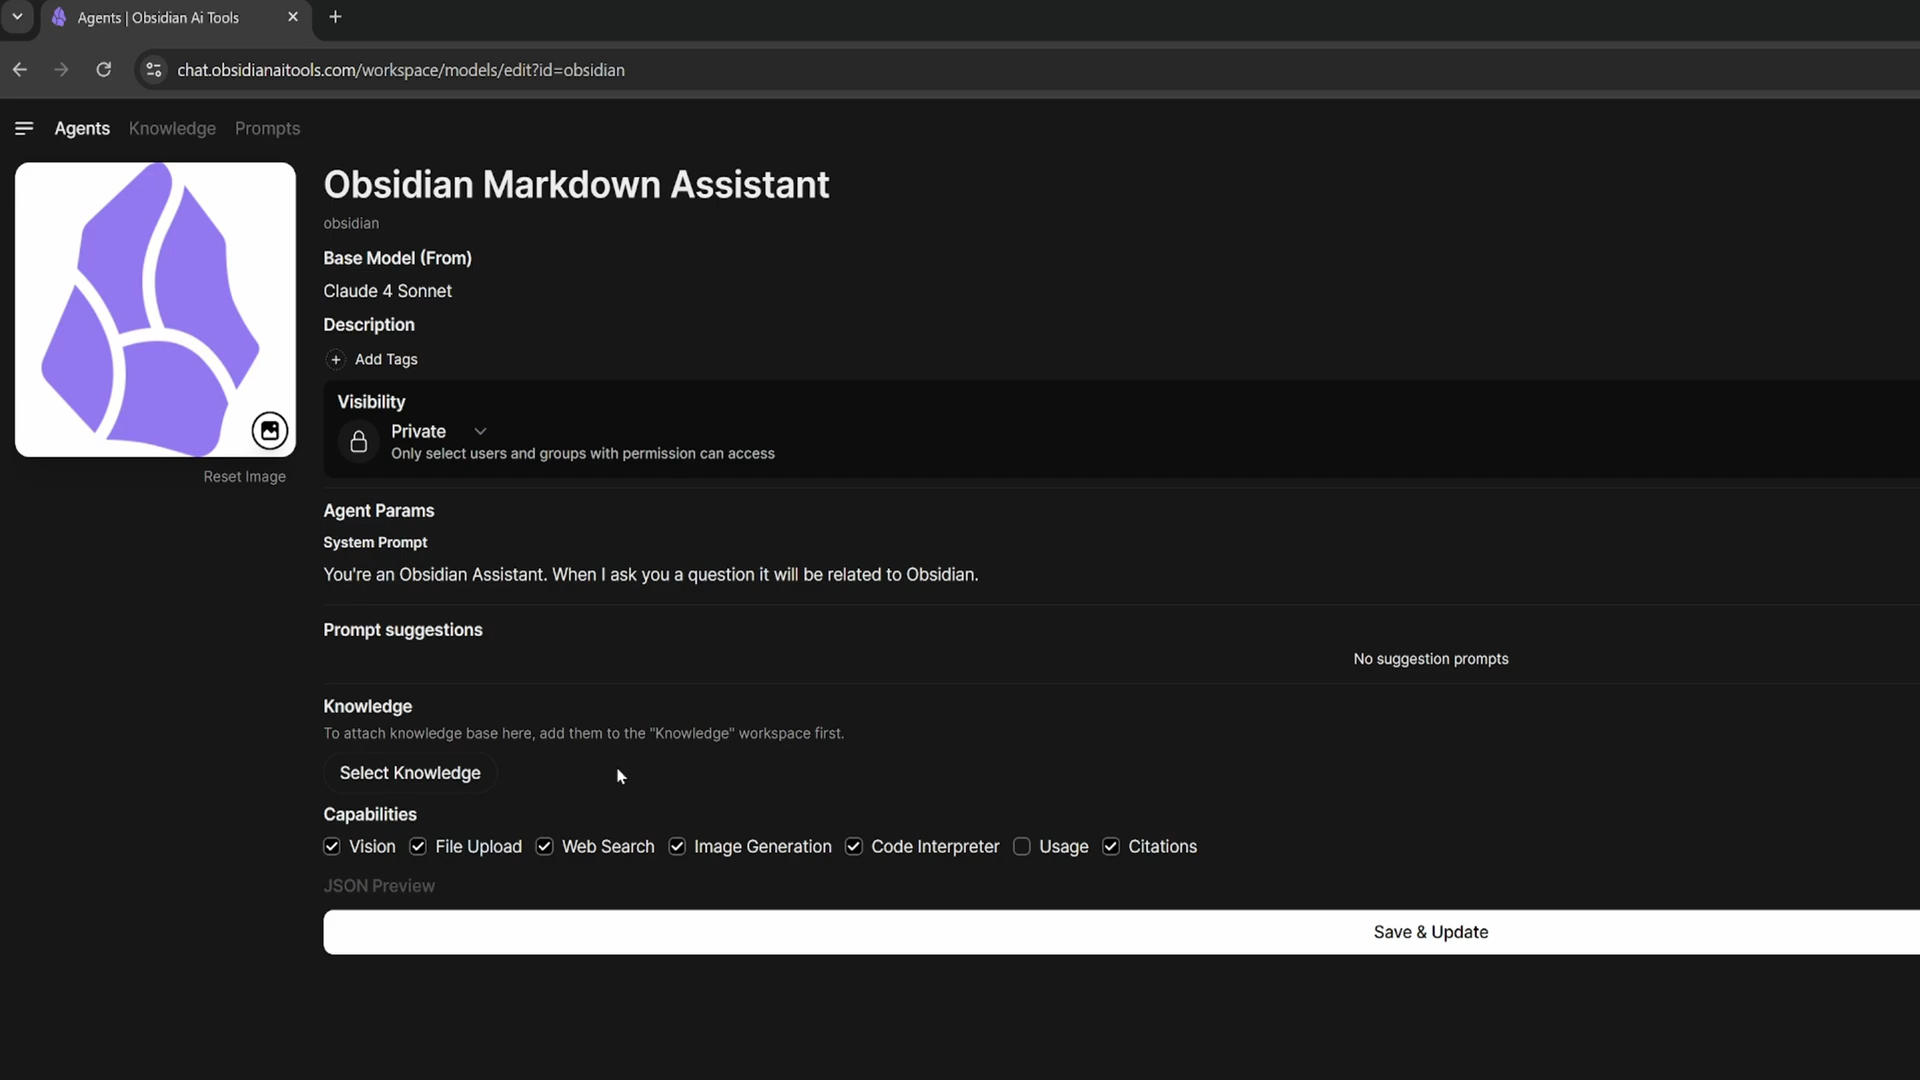 Agents | Obsidian Ai Tools
chat.obsidianaitools.com/workspace/models/edit?id=obsidian
Agents Knowledge Prompts
Obsidian Markdown Assistant
obsidian
Base Model (From)
Claude 4 Sonnet
Description
Add Tags
Visibility
Private
Only select users and groups with permission can access
Reset Image
Agent Params
System Prompt
You're an Obsidian Assistant. When I ask you a question it will be related to Obsidian.
Prompt suggestions
No suggestion prompts
Knowledge
To attach knowledge base here, add them to the "Knowledge" workspace first.
Select Knowledge
Capabilities
Vision File Upload Web Search Image Generation Code Interpreter Usage Citations
JSON Preview
Save & Update